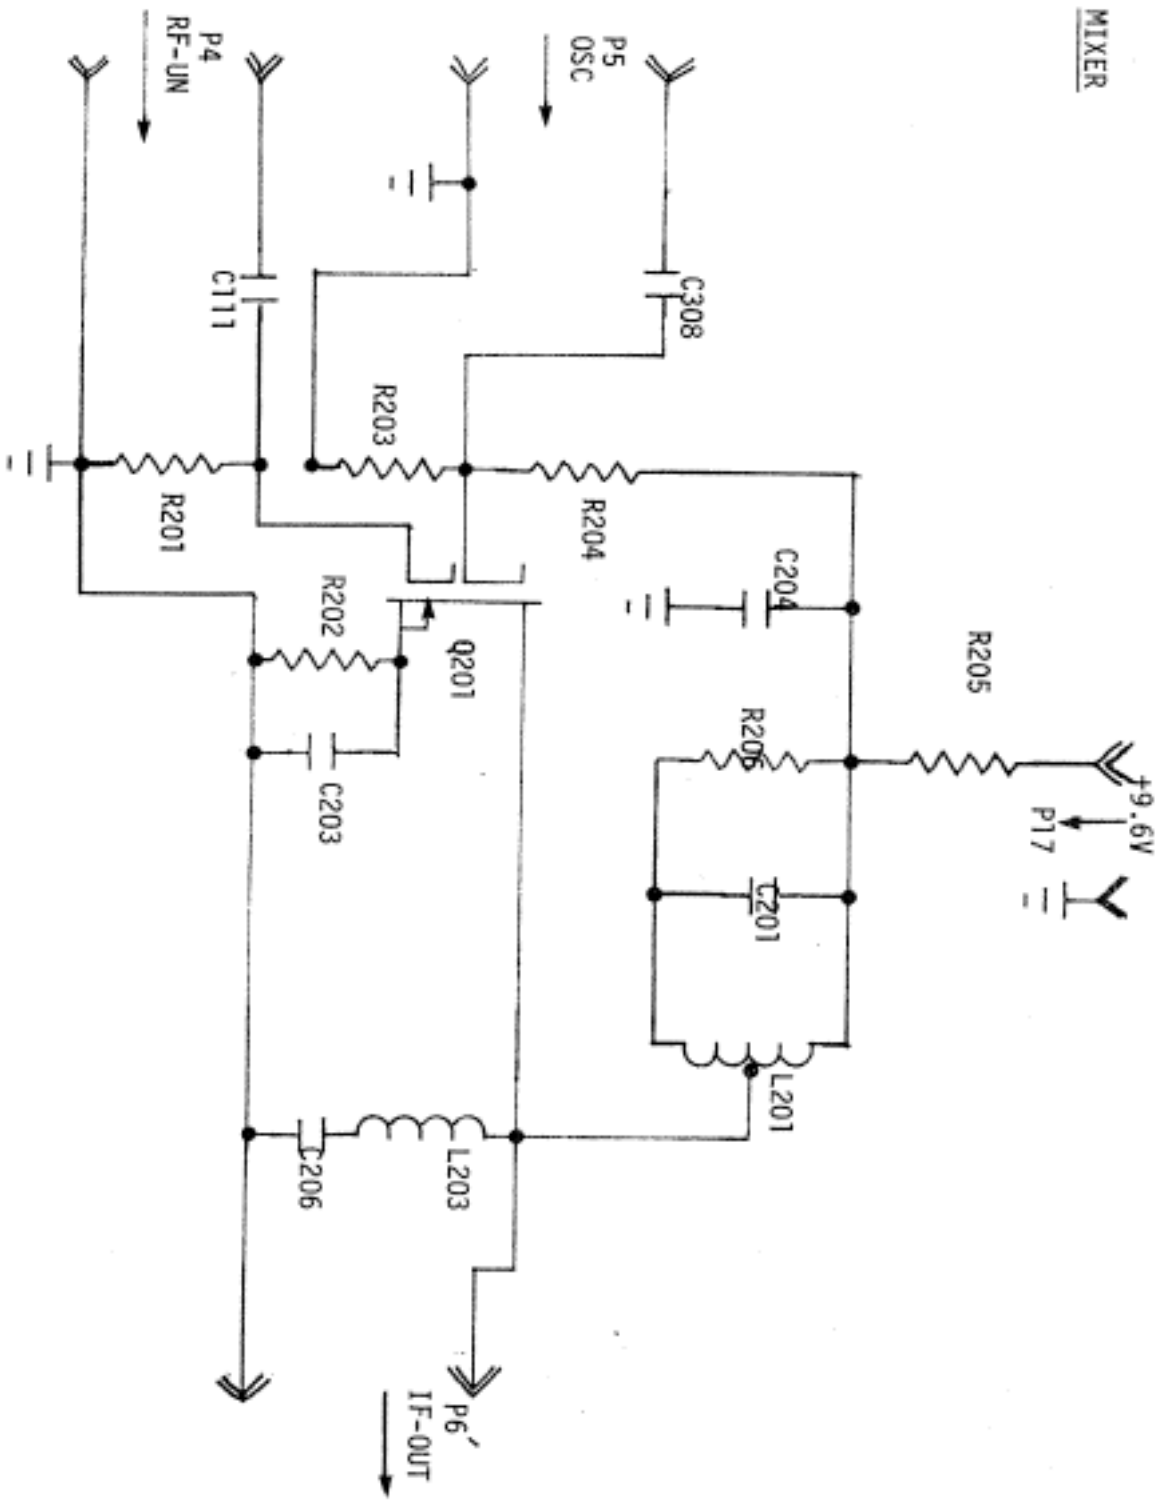 MIXER
P5
OSC
P4
RF-UN
C308
C111
R203
R204
R201
C204
R202
Q201
R205
R206
C203
+9.6V
P17
C201
L201
L203
C206
P6'
IF-OUT